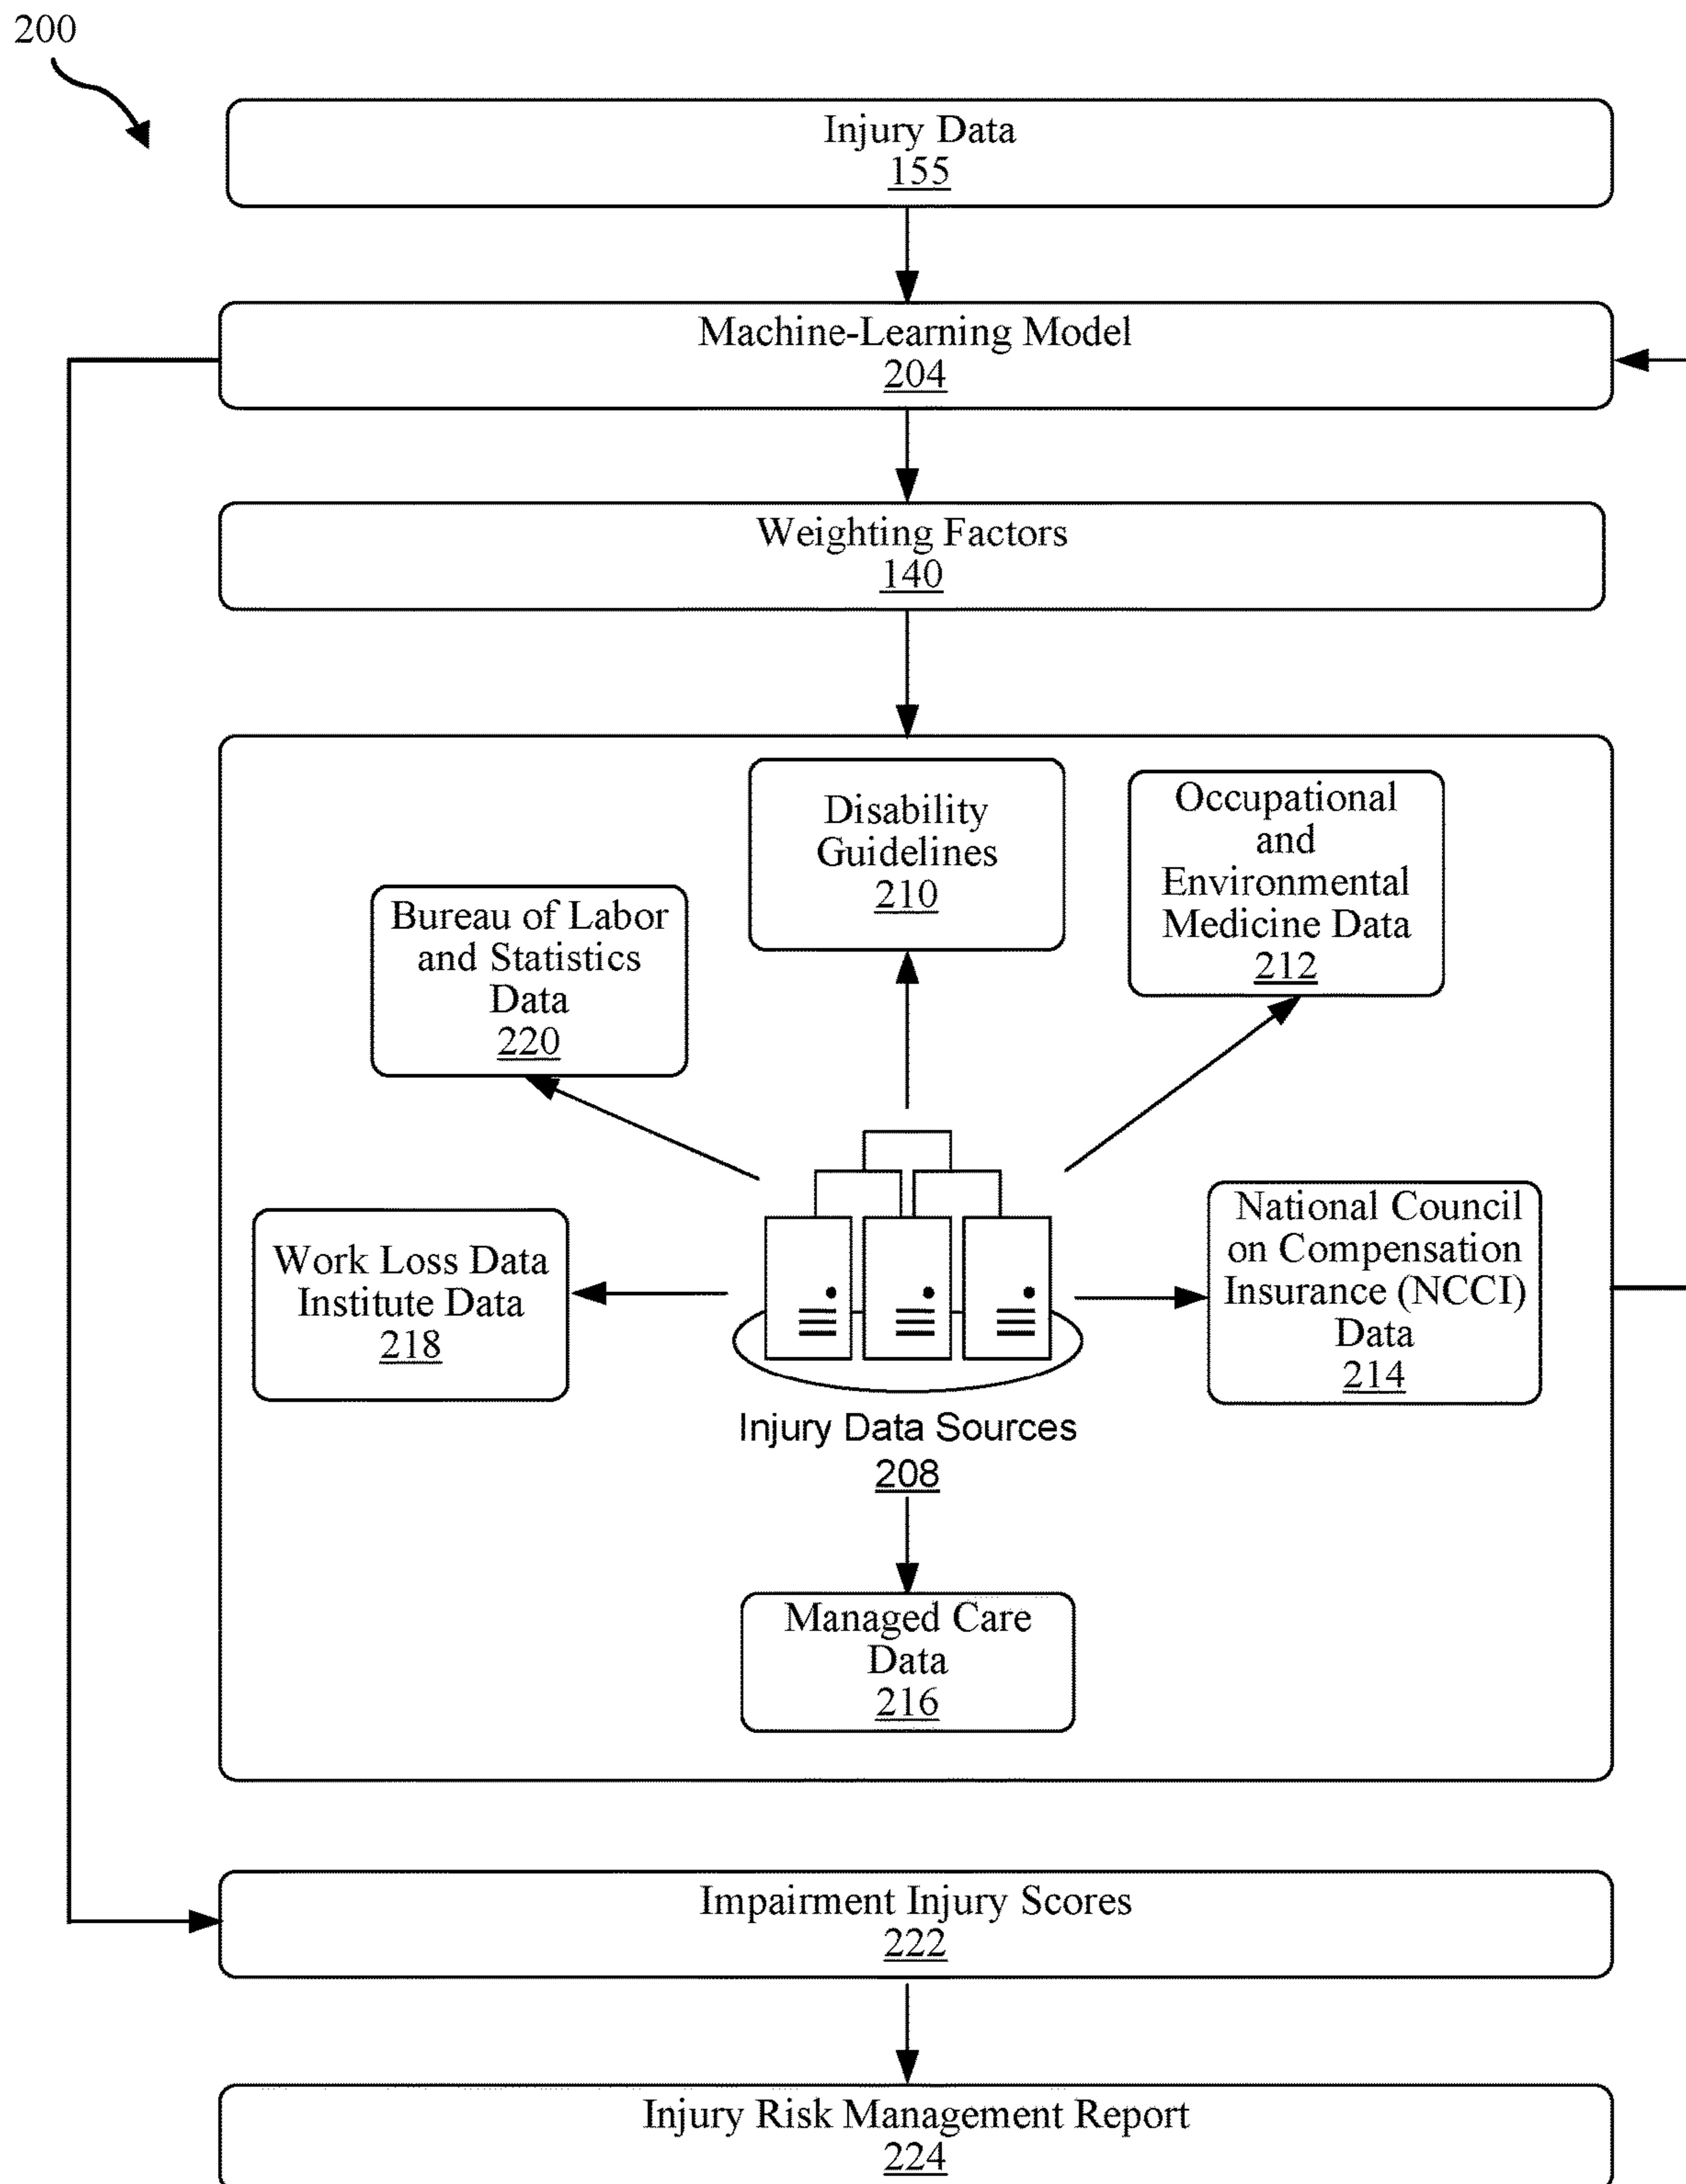 200
Injury Data
155
Machine-Learning Model
204
Weighting Factors
140
Disability
Guidelines
210
Occupational
and
Environmental
Medicine Data
212
Bureau of Labor
and Statistics
Data
220
Work Loss Data
Institute Data
218
National Council
on Compensation
Insurance (NCCI)
Data
214
Injury Data Sources
208
Managed Care
Data
216
Impairment Injury Scores
222
Injury Risk Management Report
224